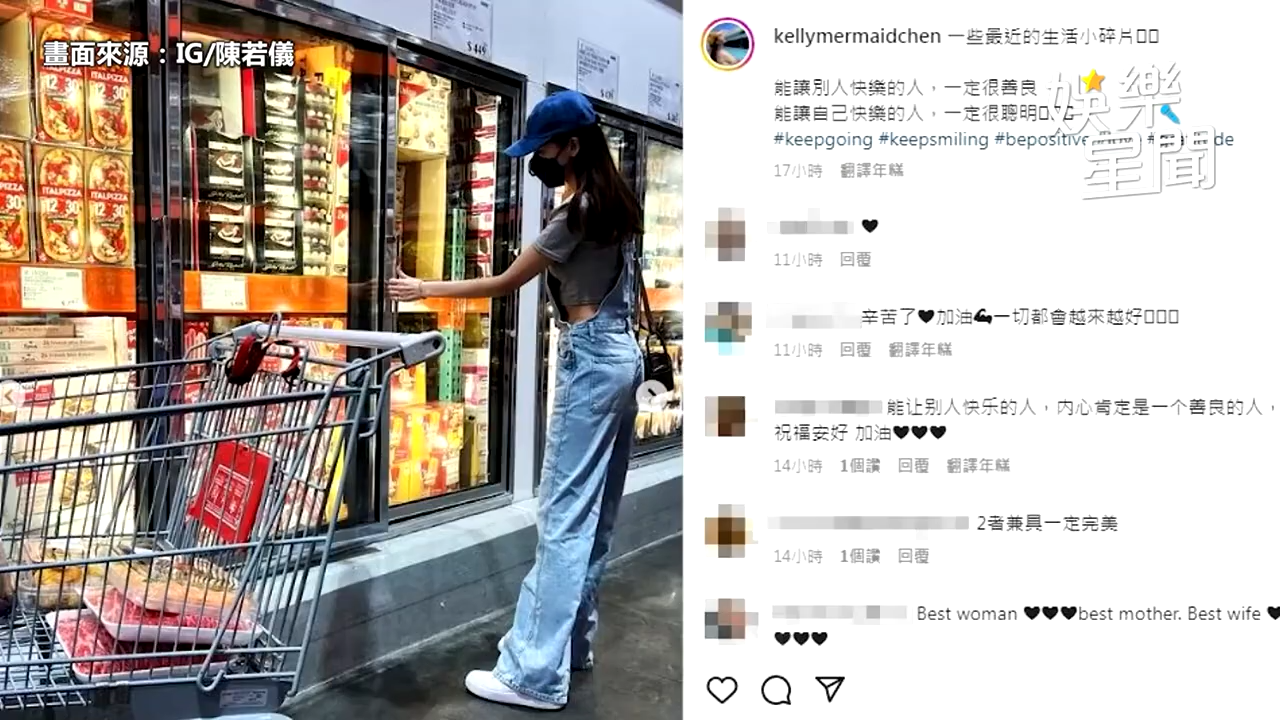 畫面來源：IG/陳若儀
ITALPIZZA
ITALPIZZA
12
30
12
30
$449
kellymermaidchen 一些最近的生活小碎片
能讓別人快樂的人，一定很善良
能讓自己快樂的人，一定很聰明
#keepgoing #keepsmiling #bepositive
娛樂
星聞
17小時 翻譯年糕
11小時 回覆
辛苦了❤加油💪一切都會越來越好
11小時 回覆 翻譯年糕
能让别人快乐的人，内心肯定是一个善良的人，
祝福安好 加油❤❤❤
14小時 1個讚 回覆 翻譯年糕
2者兼具一定完美
14小時 1個讚 回覆
Best woman ❤❤❤best mother. Best wife ❤
❤❤❤